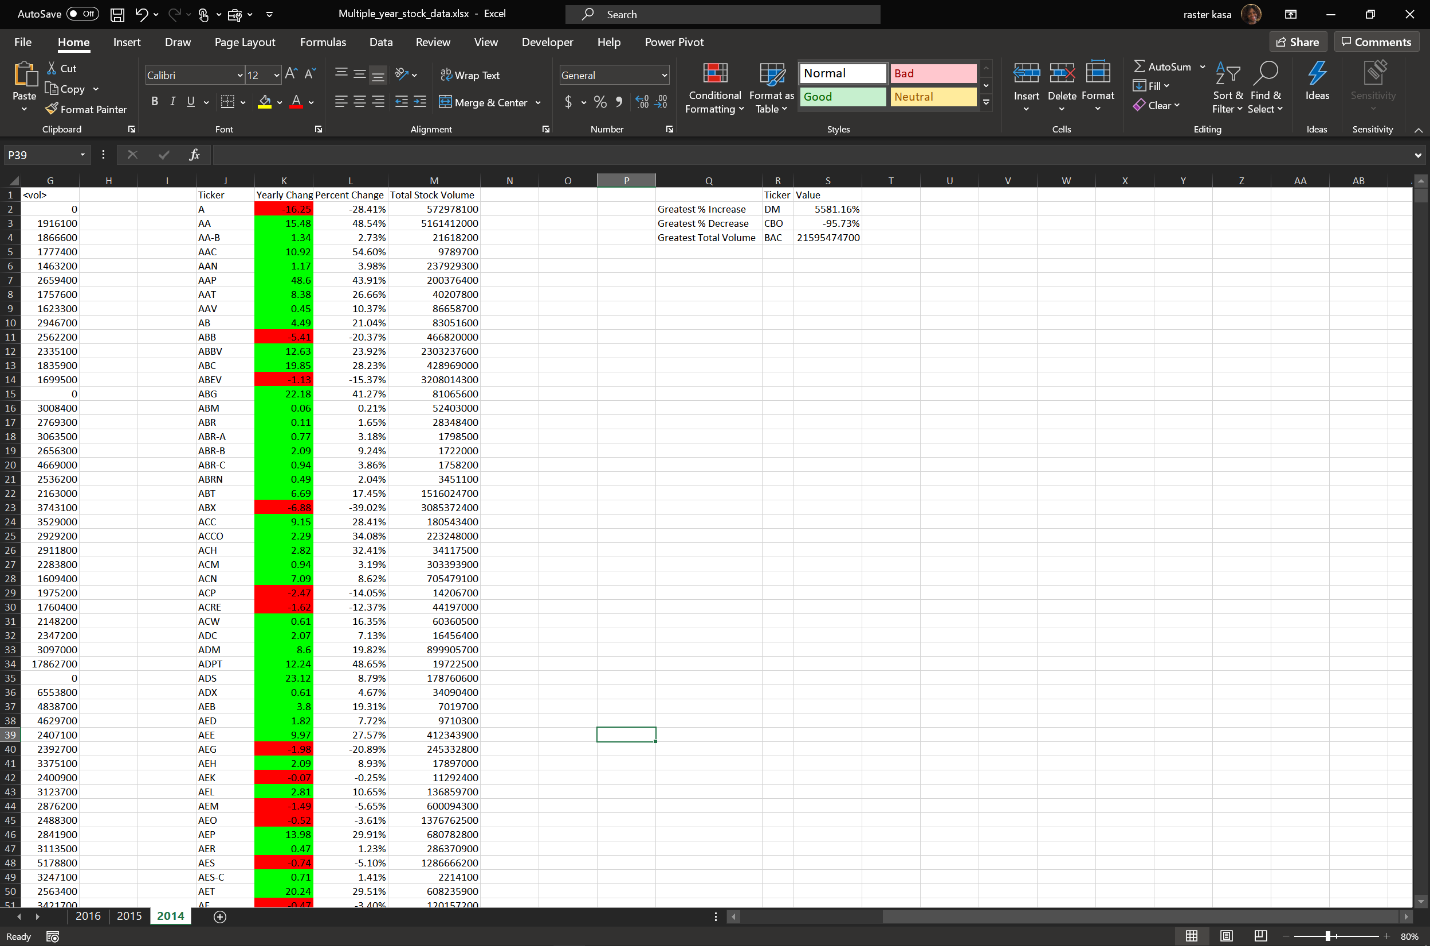 AutoSave Off Multiple_year_stock_data.xlsx - Excel Search raster kasa
File Home Insert Draw Page Layout Formulas Data Review View Developer Help Power Pivot Share Comments
Paste Cut Copy Format Painter
Calibri 12 B I U A
Wrap Text Merge & Center
General $ % 9
Conditional Formatting Format as Table
Normal Bad Good Neutral
Insert Delete Format
AutoSum Fill Clear
Sort & Filter Find & Select
Ideas Sensitivity
Clipboard Font Alignment Number Styles Cells Editing Ideas Sensitivity
P39 fx
G H I J K L M N O P Q R S T U V W X Y Z AA AB
1 <vol> Ticker Yearly Chang Percent Change Total Stock Volume Ticker Value
2 0 A -28.41% 572978100 Greatest % Increase DM 5581.16%
3 1916100 AA 15.48 48.54% 5161412000 Greatest % Decrease CBO -95.73%
4 1866600 AA-B 1.34 2.73% 21618200 Greatest Total Volume BAC 21595474700
5 1777400 AAC 10.92 54.60% 9789700
6 1463200 AAN 1.17 3.98% 237929300
7 2659400 AAP 48.6 43.91% 200376400
8 1757600 AAT 8.38 26.66% 40207800
9 1623300 AAV 0.45 10.37% 86658700
10 2946700 AB 4.49 21.04% 83051600
11 2562200 ABB -5.41 -20.37% 466820000
12 2335100 ABBV 12.63 23.92% 2303237600
13 1835900 ABC 19.85 28.23% 428969000
14 1699500 ABEV -1.13 -15.37% 3208014300
15 0 ABG 22.18 41.27% 81065600
16 3008400 ABM 0.06 0.21% 52403000
17 2769300 ABR 0.11 1.65% 28348400
18 3063500 ABR-A 0.77 3.18% 1798500
19 2656300 ABR-B 2.09 9.24% 1722000
20 4669000 ABR-C 0.94 3.86% 1758200
21 2536200 ABRN 0.49 2.04% 3451100
22 2163000 ABT 6.69 17.45% 1516024700
23 3743100 ABX -6.88 -39.02% 3085372400
24 3529000 ACC 9.15 28.41% 180543400
25 2929200 ACCO 2.29 34.08% 223248000
26 2911800 ACH 2.82 32.41% 34117500
27 2283800 ACM 0.94 3.19% 303393900
28 1609400 ACN 7.09 8.62% 705479100
29 1975200 ACP -2.47 -14.05% 14206700
30 1760400 ACRE -1.62 -12.37% 44197000
31 2148200 ACW 0.61 16.35% 60360500
32 2347200 ADC 2.07 7.13% 16456400
33 3097000 ADM 8.6 19.82% 899905700
34 17862700 ADPT 12.24 48.65% 19722500
35 0 ADS 23.12 8.79% 178760600
36 6553800 ADX 0.61 4.67% 34090400
37 4838700 AEB 3.8 19.31% 7019700
38 4629700 AED 1.82 7.72% 9710300
39 2407100 AEE 9.97 27.57% 412343900
40 2392700 AEG -1.98 -20.89% 245332800
41 3375100 AEH 2.09 8.93% 17897000
42 2400900 AEK -0.07 -0.25% 11292400
43 3123700 AEL 2.81 10.65% 136859700
44 2876200 AEM -1.49 -5.65% 600094300
45 2488300 AEO -0.52 -3.61% 1376762500
46 2841900 AEP 13.98 29.91% 680782800
47 3113500 AER 0.47 1.23% 286370900
48 5178800 AES -0.74 -5.10% 1286666200
49 3247100 AES-C 0.71 1.41% 2214100
50 2563400 AET 20.24 29.51% 608235900
51 3421700 AF -0.47 -3.40% 120157200
2016 2015 2014
Ready 80%